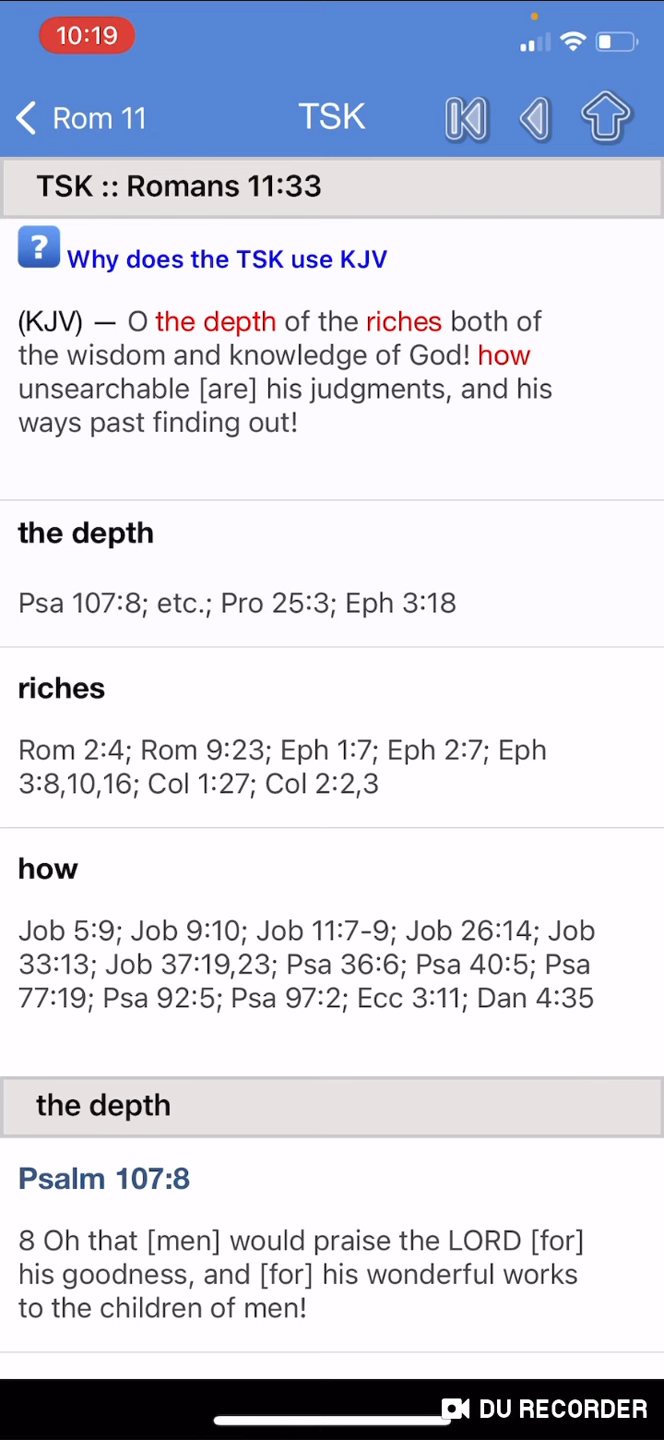 10:19
Rom 11
TSK
TSK :: Romans 11:33
? Why does the TSK use KJV
(KJV) — O the depth of the riches both of
the wisdom and knowledge of God! how
unsearchable [are] his judgments, and his
ways past finding out!
the depth
Psa 107:8; etc.; Pro 25:3; Eph 3:18
riches
Rom 2:4; Rom 9:23; Eph 1:7; Eph 2:7; Eph
3:8,10,16; Col 1:27; Col 2:2,3
how
Job 5:9; Job 9:10; Job 11:7-9; Job 26:14; Job
33:13; Job 37:19,23; Psa 36:6; Psa 40:5; Psa
77:19; Psa 92:5; Psa 97:2; Ecc 3:11; Dan 4:35
the depth
Psalm 107:8
8 Oh that [men] would praise the LORD [for]
his goodness, and [for] his wonderful works
to the children of men!
DU RECORDER